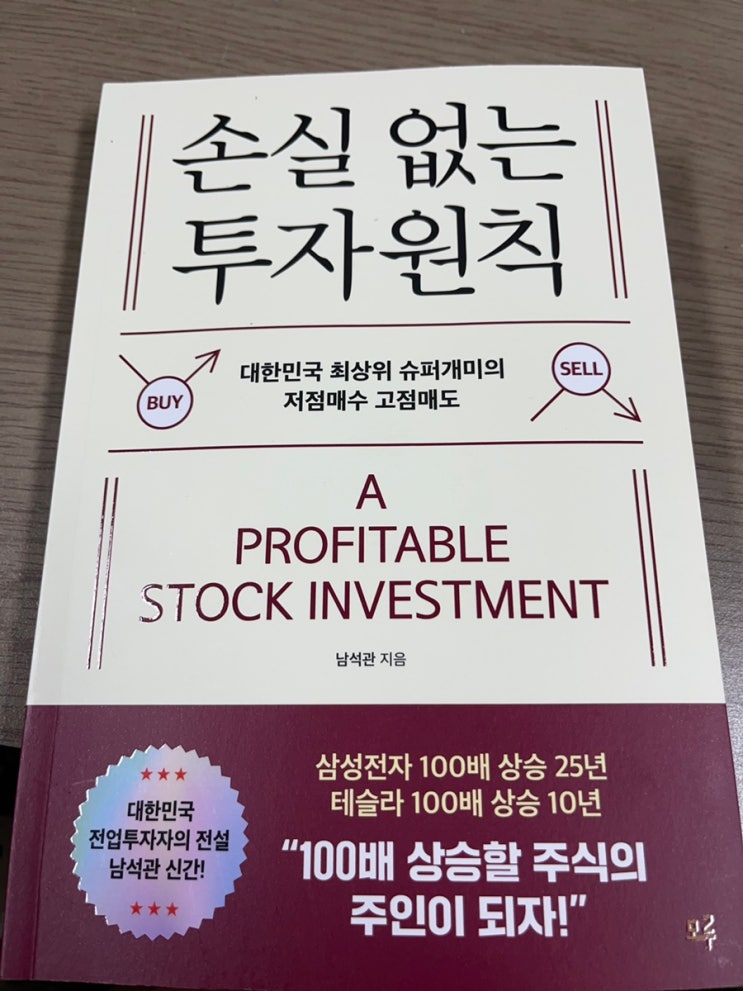 손실 없는
투자 원칙
BUY
대한민국 최상위 슈퍼개미의
저점매수 고점매도
SELL
A
PROFITABLE
STOCK INVESTMENT
남석관 지음
★★★
대한민국
전업투자자의 전설
남석관 신간!
★★★
삼성전자 100배 상승 25년
테슬라 100배 상승 10년
“100배 상승할 주식의
주인이 되자!”
모루